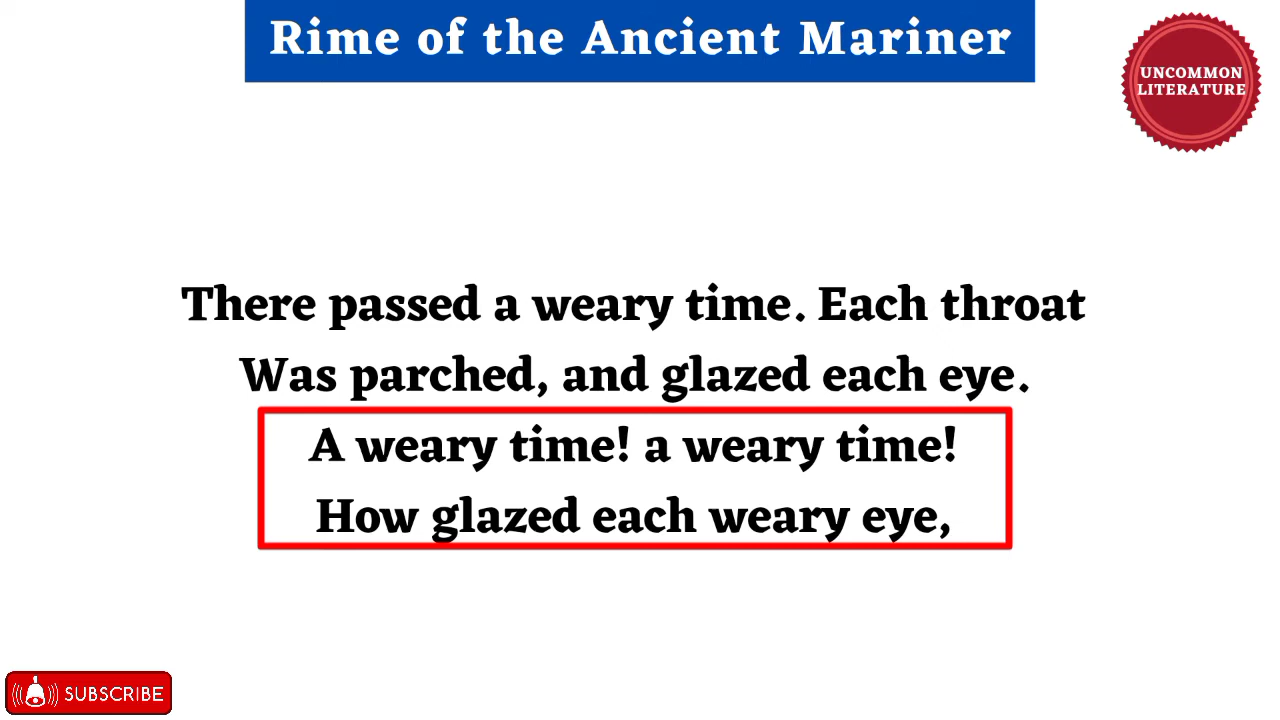 Rime of the Ancient Mariner
UNCOMMON
LITERATURE
There passed a weary time. Each throat
Was parched, and glazed each eye.
A weary time! a weary time!
How glazed each weary eye,
SUBSCRIBE